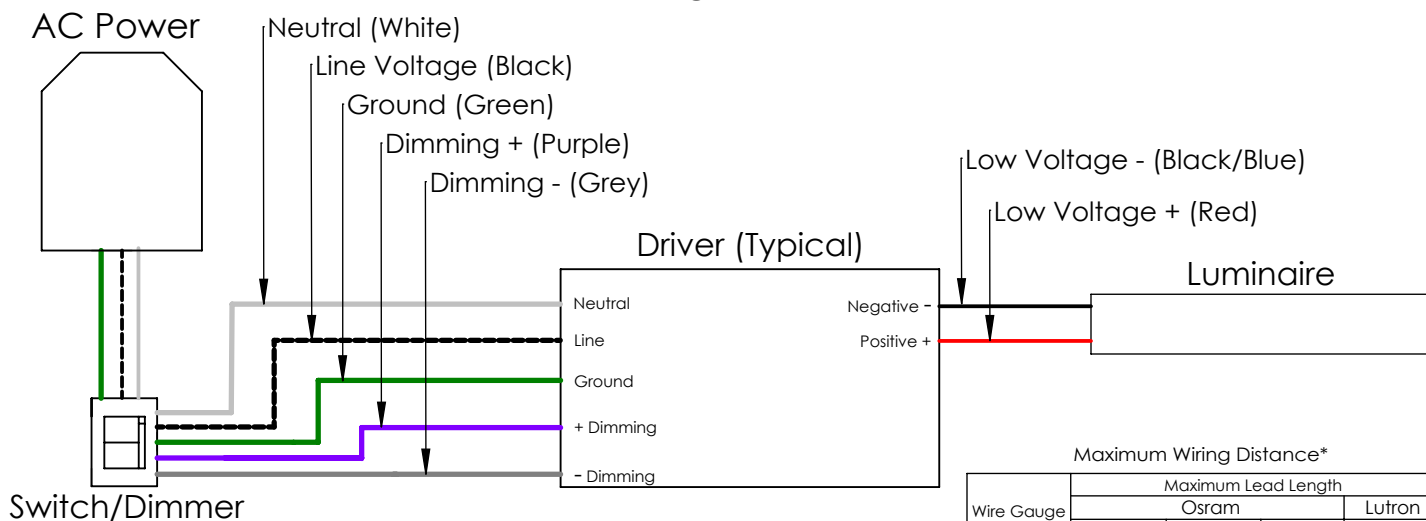 AC Power
Neutral (White)
Line Voltage (Black)
Ground (Green)
Dimming + (Purple)
Dimming - (Grey)
Low Voltage - (Black/Blue)
Low Voltage + (Red)
Driver (Typical)
Luminaire
Neutral
Line
Ground
+ Dimming
- Dimming
Negative -
Positive +
Switch/Dimmer
Maximum Wiring Distance*
Maximum Lead Length
Wire Gauge
Osram
Lutron